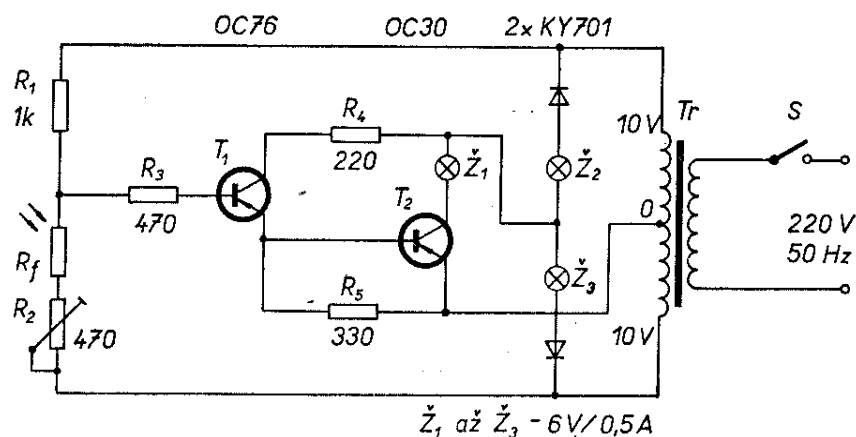 OC76 OC30 2x KY701
R1
1k
R3
470
T1
R4
220
Ž1
T2
Ž2
Ž3
R5
330
Rf
R2
470
10V
0
10V
Tr
S
220 V
50 Hz
Ž1 až Ž3 - 6V/0,5A